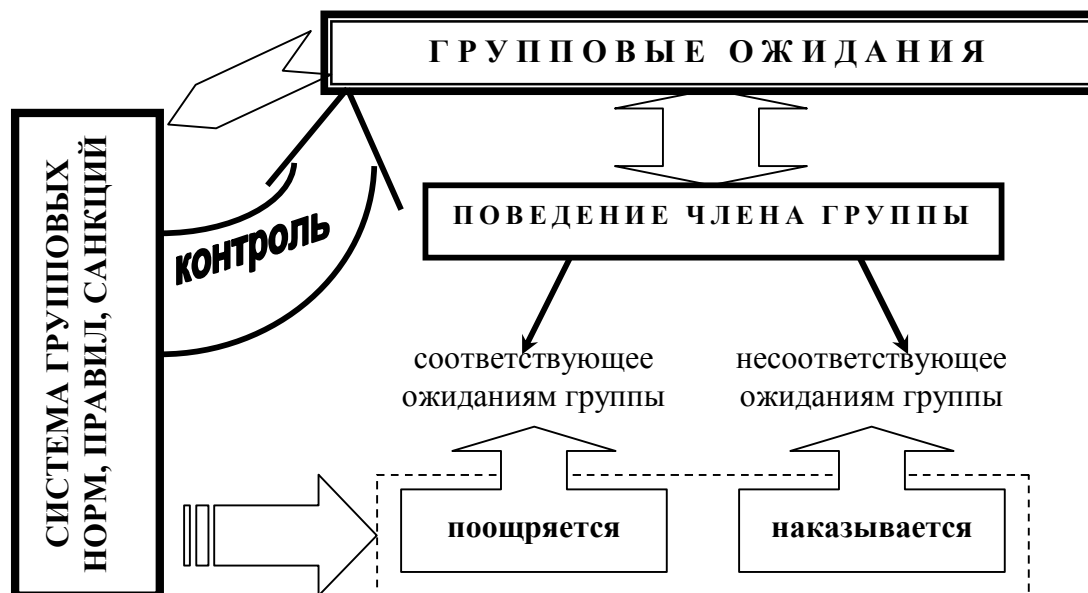 ГРУППОВЫЕ ОЖИДАНИЯ
СИСТЕМА ГРУППОВЫХ
НОРМ, ПРАВИЛ, САНКЦИЙ
контроль
ПОВЕДЕНИЕ ЧЛЕНА ГРУППЫ
соответствующее
ожиданиям группы
несоответствующее
ожиданиям группы
поощряется
наказывается